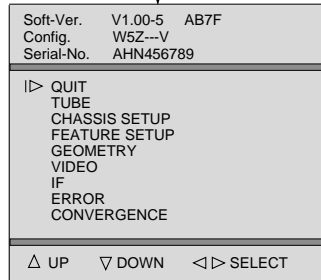 Soft-Ver. V1.00-5 AB7F
Config. W5Z---V
Serial-No. AHN456789
QUIT
TUBE
CHASSIS SETUP
FEATURE SETUP
GEOMETRY
VIDEO
IF
ERROR
CONVERGENCE
UP DOWN SELECT